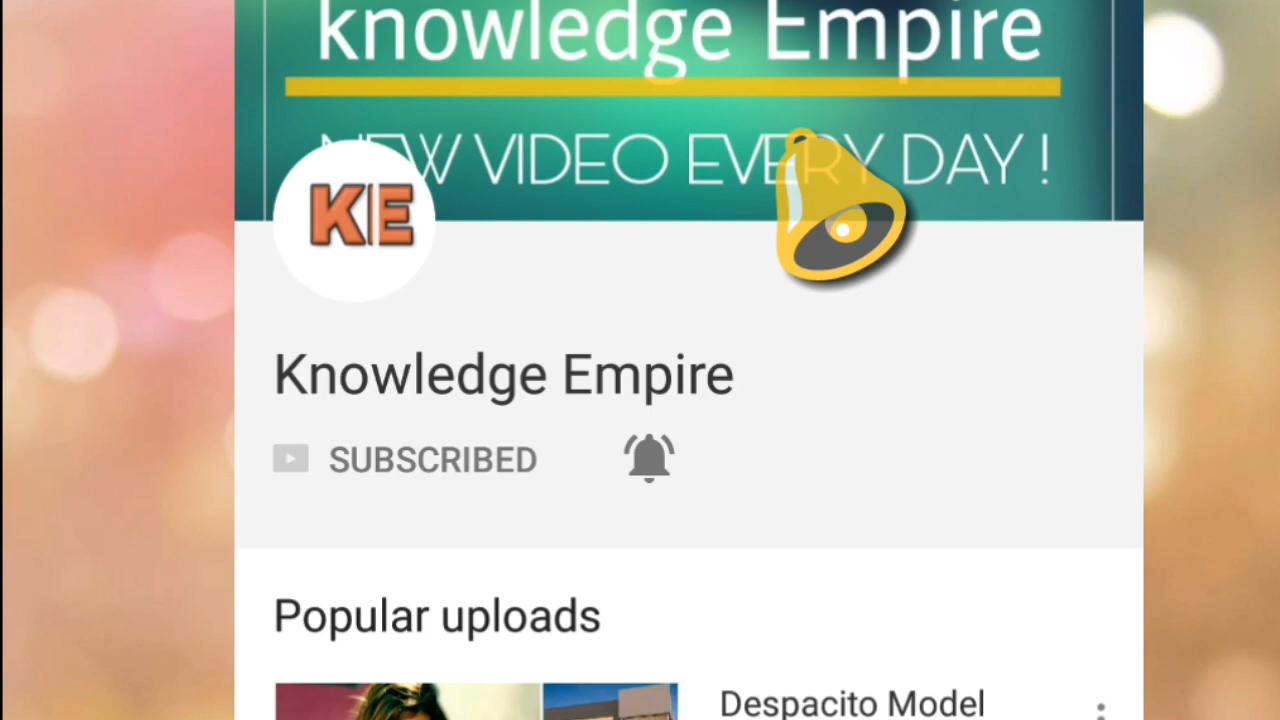 knowledge Empire
NEW VIDEO EVERY DAY !
KE
Knowledge Empire
SUBSCRIBED
Popular uploads
Despacito Model